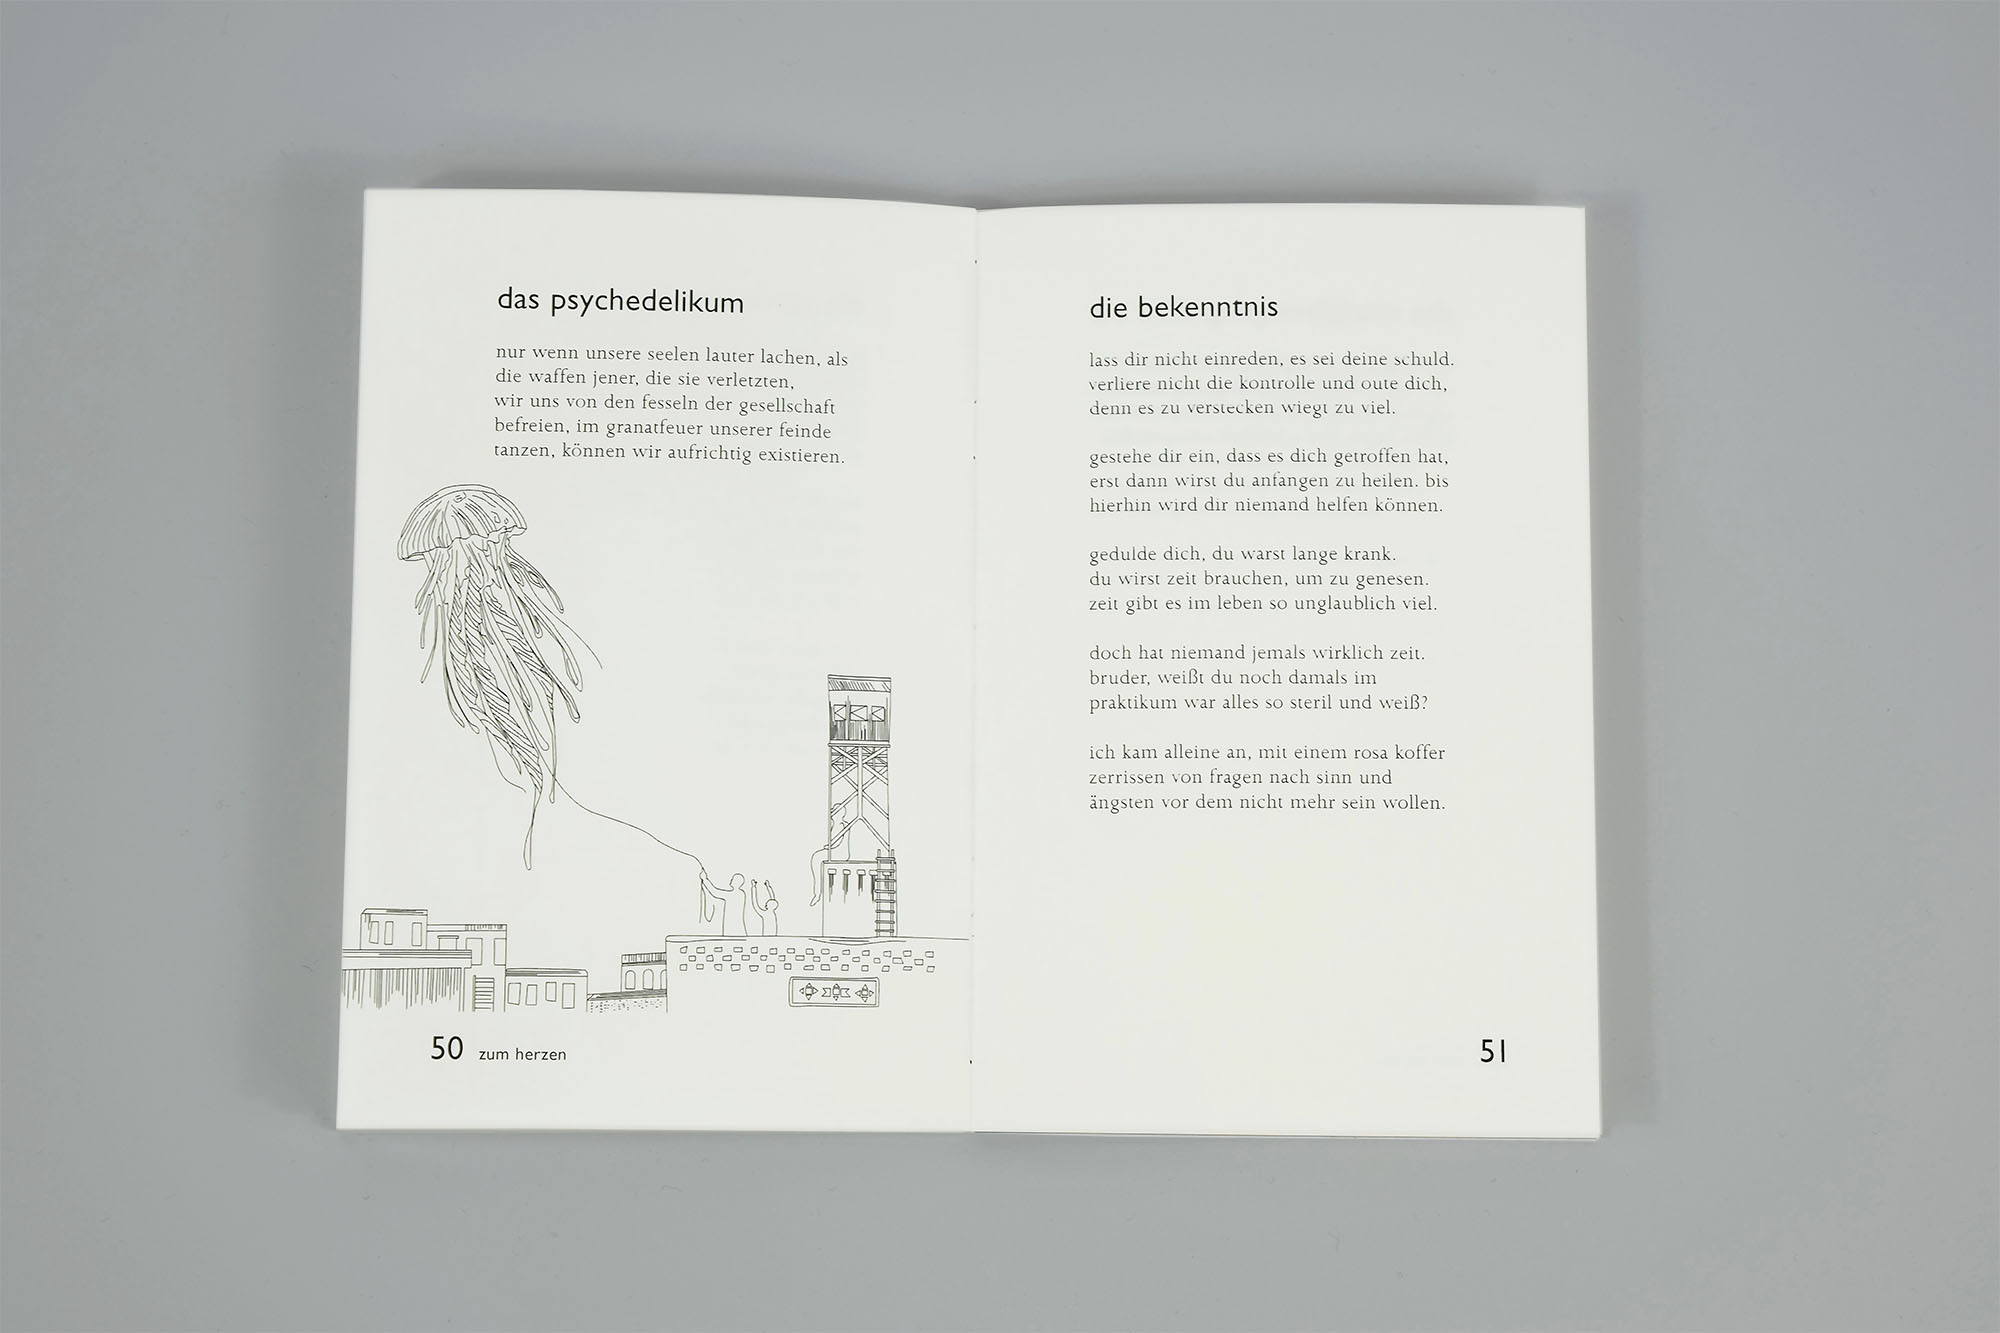 das psychedelikum
nur wenn unsere seelen lauter lachen, als
die waffen jener, die sie verletzten,
wir uns von den fesseln der gesellschaft
befreien, im granatfeuer unserer feinde
tanzen, können wir aufrichtig existieren.
50 zum herzen
die bekenntnis
lass dir nicht einreden, es sei deine schuld.
verliere nicht die kontrolle und oute dich,
denn es zu verstecken wiegt zu viel.
gestehe dir ein, dass es dich getroffen hat,
erst dann wirst du anfangen zu heilen. bis
hierhin wird dir niemand helfen können.
gedulde dich, du warst lange krank.
du wirst zeit brauchen, um zu genesen.
zeit gibt es im leben so unglaublich viel.
doch hat niemand jemals wirklich zeit.
bruder, weißt du noch damals im
praktikum war alles so steril und weiß?
ich kam alleine an, mit einem rosa koffer
zerrissen von fragen nach sinn und
ängsten vor dem nicht mehr sein wollen.
51